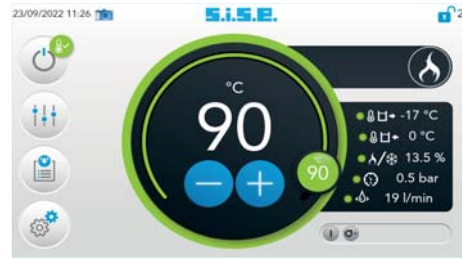 23/09/2022 11:26
s.i.s.e.
2
°C
90
°C
90
-17 °C
0 °C
13.5 %
0.5 bar
19 l/min